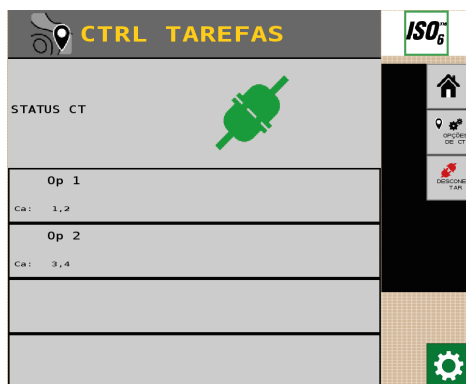 CTRL TAREFAS
ISO6™
STATUS CT
OPÇÕES
DE CT
DESCONE
TAR
Op 1
Ca: 1,2
Op 2
Ca: 3,4